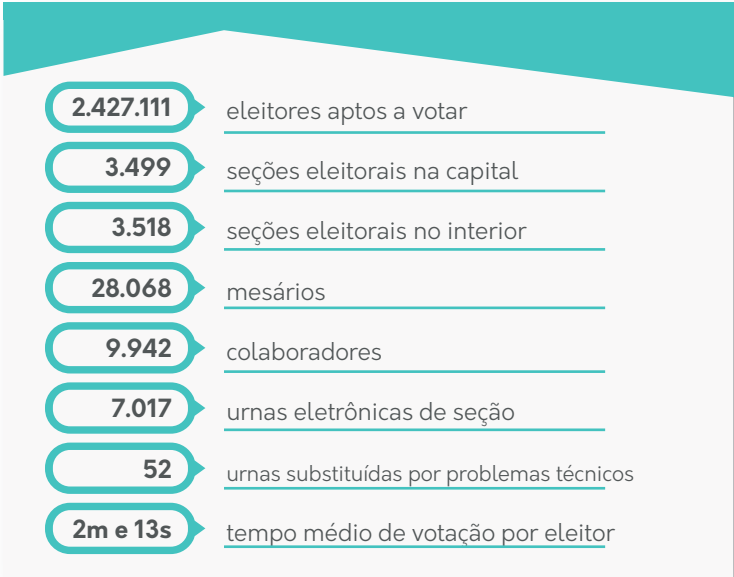 2.427.111 eleitores aptos a votar
3.499 seções eleitorais na capital
3.518 seções eleitorais no interior
28.068 mesários
9.942 colaboradores
7.017 urnas eletrônicas de seção
52 urnas substituídas por problemas técnicos
2m e 13s tempo médio de votação por eleitor